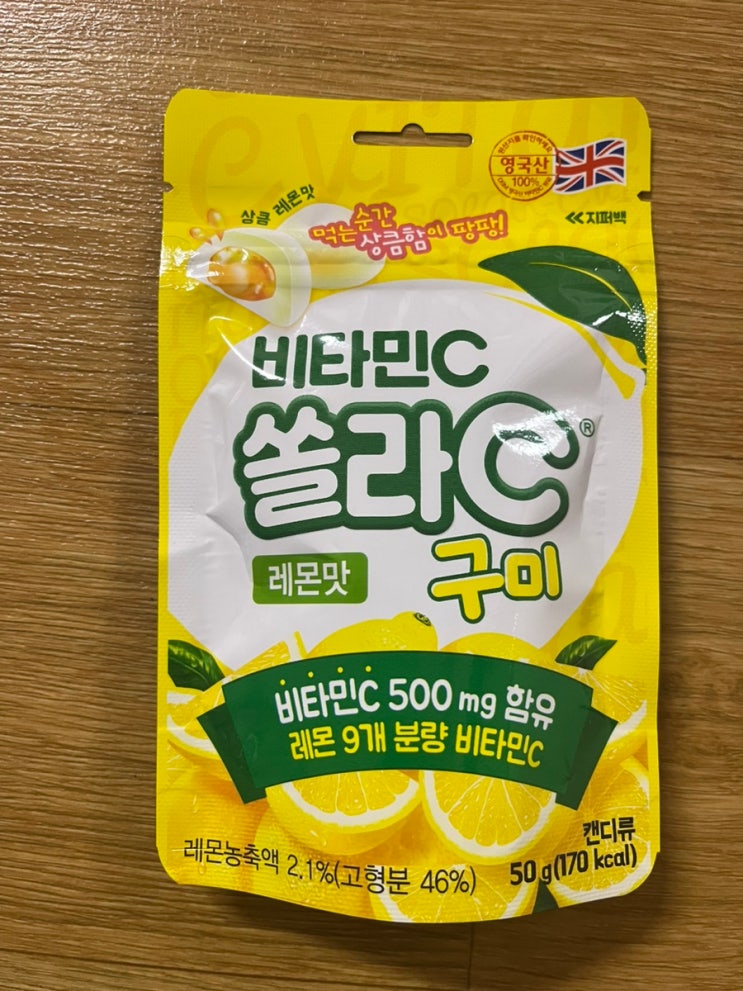 영국산
100%
상큼 레몬맛
먹는순간
상큼함이 팡팡!
≪지퍼백
비타민C
쏠라C®
레몬맛
구미
비타민C 500 mg 함유
레몬 9개 분량 비타민C
캔디류
레몬농축액 2.1%(고형분 46%)
50 g(170 kcal)